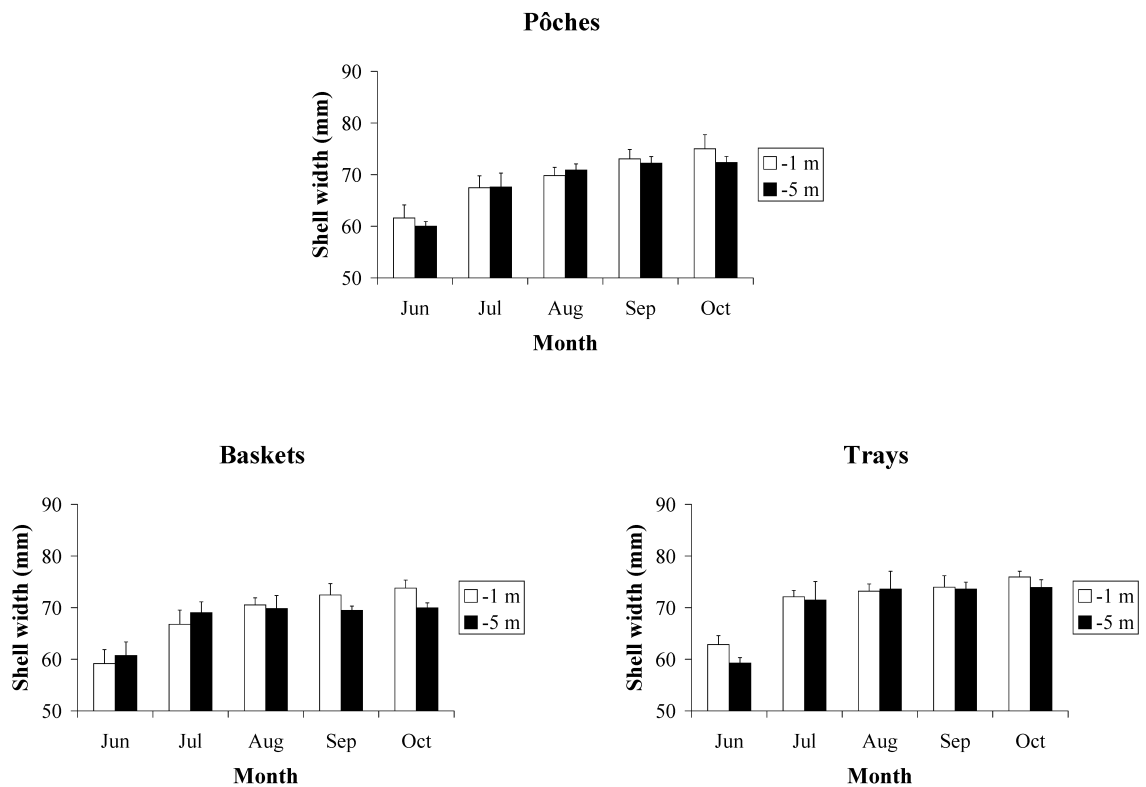 Pôches
90
80
70
60
50
Shell width (mm)
-1 m
-5 m
Jun Jul Aug Sep Oct
Month
Baskets
90
80
70
60
50
Shell width (mm)
-1 m
-5 m
Jun Jul Aug Sep Oct
Month
Trays
90
80
70
60
50
Shell width (mm)
-1 m
-5 m
Jun Jul Aug Sep Oct
Month